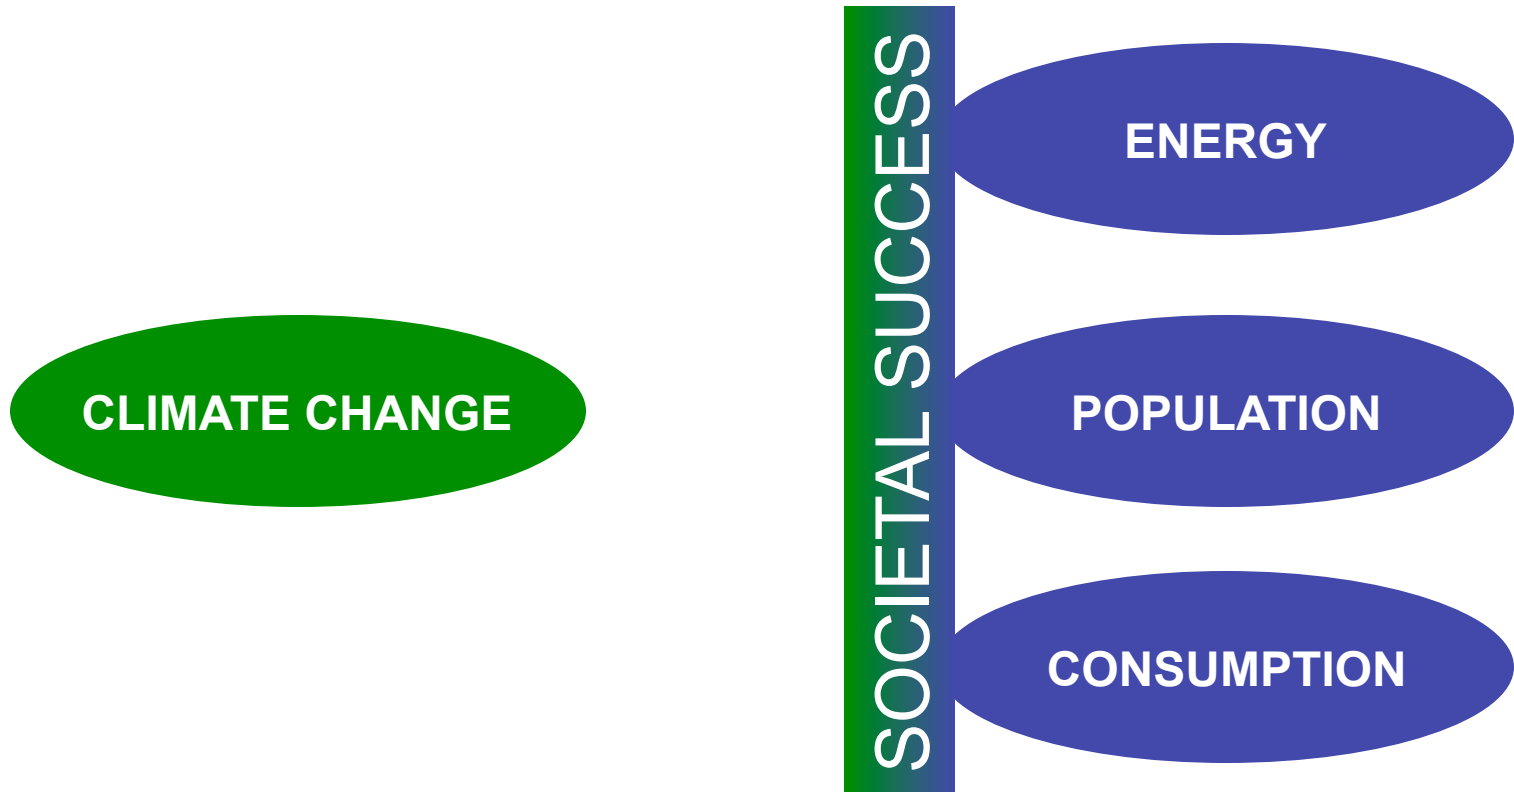 CLIMATE CHANGE
SOCIETAL SUCCESS
ENERGY
POPULATION
CONSUMPTION